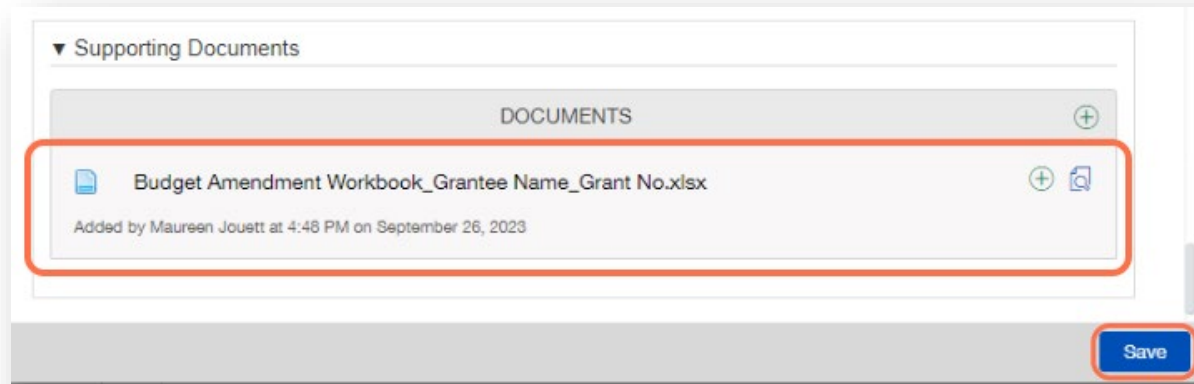 ▼ Supporting Documents
DOCUMENTS
Budget Amendment Workbook_Grantee Name_Grant No.xlsx
Added by Maureen Jouett at 4:48 PM on September 26, 2023
Save